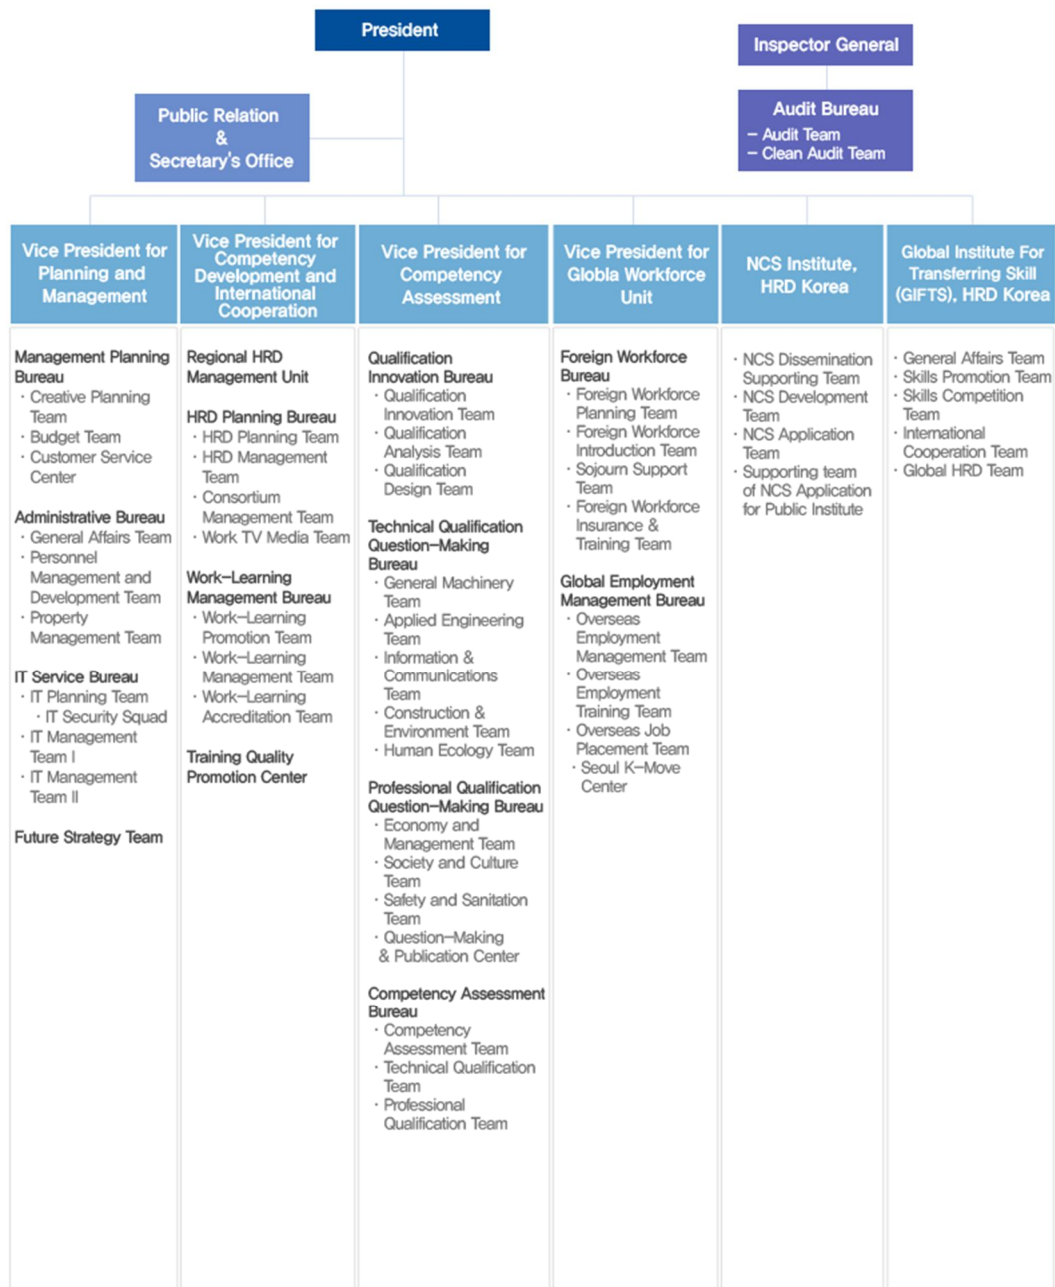 President
Inspector General
Public Relation
&
Secretary's Office
Audit Bureau
– Audit Team
– Clean Audit Team
Vice President for
Planning and
Management
Vice President for
Competency
Development and
International
Cooperation
Vice President for
Competency
Assessment
Vice President for
Globla Workforce
Unit
NCS Institute,
HRD Korea
Global Institute For
Transferring Skill
(GIFTS), HRD Korea
Management Planning
Bureau
· Creative Planning
Team
· Budget Team
· Customer Service
Center
Administrative Bureau
· General Affairs Team
· Personnel
Management and
Development Team
· Property
Management Team
IT Service Bureau
· IT Planning Team
· IT Security Squad
· IT Management
Team I
· IT Management
Team II
Future Strategy Team
Regional HRD
Management Unit
HRD Planning Bureau
· HRD Planning Team
· HRD Management
Team
· Consortium
Management Team
· Work TV Media Team
Work–Learning
Management Bureau
· Work–Learning
Promotion Team
· Work–Learning
Management Team
· Work–Learning
Accreditation Team
Training Quality
Promotion Center
Qualification
Innovation Bureau
· Qualification
Innovation Team
· Qualification
Analysis Team
· Qualification
Design Team
Technical Qualification
Question–Making
Bureau
· General Machinery
Team
· Applied Engineering
Team
· Information &
Communications
Team
· Construction &
Environment Team
· Human Ecology Team
Professional Qualification
Question–Making Bureau
· Economy and
Management Team
· Society and Culture
Team
· Safety and Sanitation
Team
· Question–Making
& Publication Center
Competency Assessment
Bureau
· Competency
Assessment Team
· Technical Qualification
Team
· Professional
Qualification Team
Foreign Workforce
Bureau
· Foreign Workforce
Planning Team
· Foreign Workforce
Introduction Team
· Sojourn Support
Team
· Foreign Workforce
Insurance &
Training Team
Global Employment
Management Bureau
· Overseas
Employment
Management Team
· Overseas
Employment
Training Team
· Overseas Job
Placement Team
· Seoul K–Move
Center
· NCS Dissemination
Supporting Team
· NCS Development
Team
· NCS Application
Team
· Supporting team
of NCS Application
for Public Institute
· General Affairs Team
· Skills Promotion Team
· Skills Competition
Team
· International
Cooperation Team
· Global HRD Team